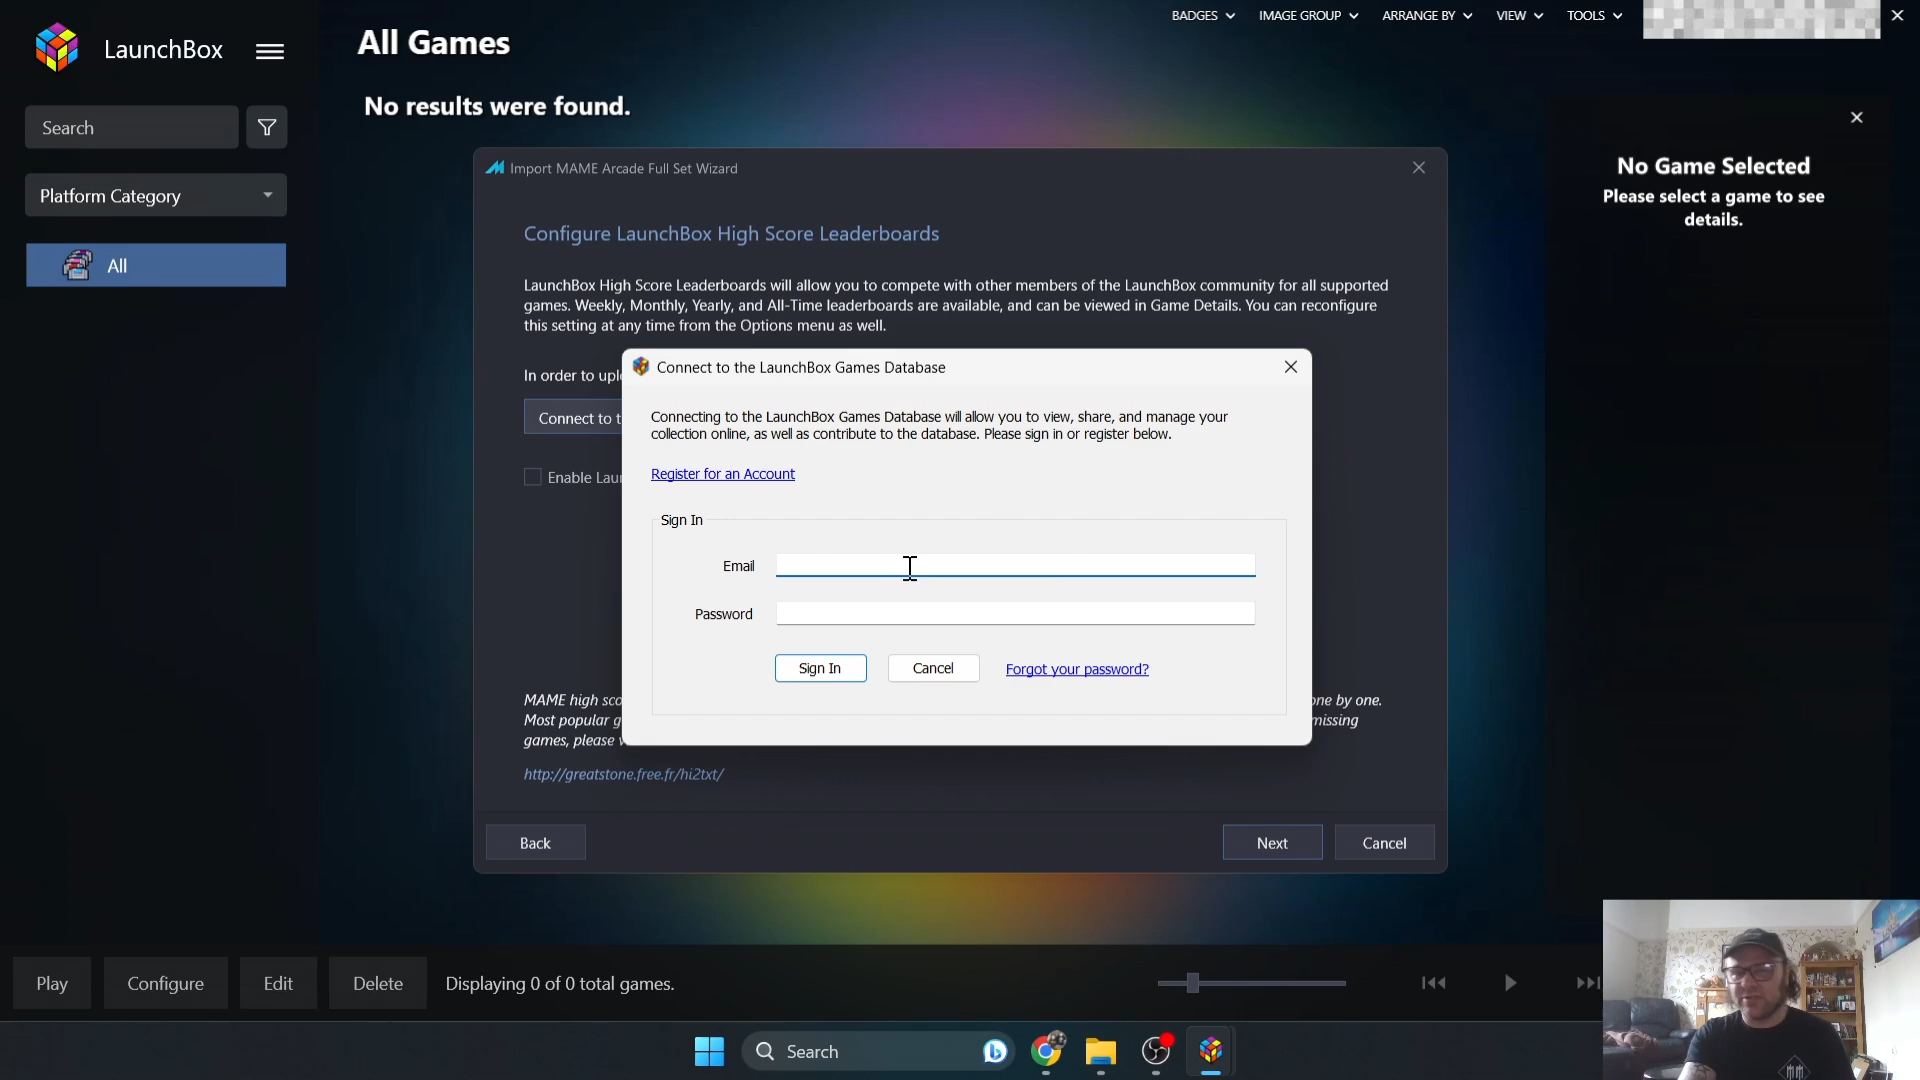 LaunchBox
All Games
BADGES
IMAGE GROUP
ARRANGE BY
VIEW
TOOLS
Search
No results were found.
Platform Category
All
No Game Selected
Please select a game to see
details.
Import MAME Arcade Full Set Wizard
Configure LaunchBox High Score Leaderboards
LaunchBox High Score Leaderboards will allow you to compete with other members of the LaunchBox community for all supported
games. Weekly, Monthly, Yearly, and All-Time leaderboards are available, and can be viewed in Game Details. You can reconfigure
this setting at any time from the Options menu as well.
In order to upl
Connect to t
Enable Lau
Connect to the LaunchBox Games Database
Connecting to the LaunchBox Games Database will allow you to view, share, and manage your
collection online, as well as contribute to the database. Please sign in or register below.
Register for an Account
Sign In
Email
Password
Sign In
Cancel
Forgot your password?
MAME high sco
one by one.
Most popular g
missing
games, please
http://greatstone.free.fr/hi2txt/
Back
Next
Cancel
Play
Configure
Edit
Delete
Displaying 0 of 0 total games.
Search